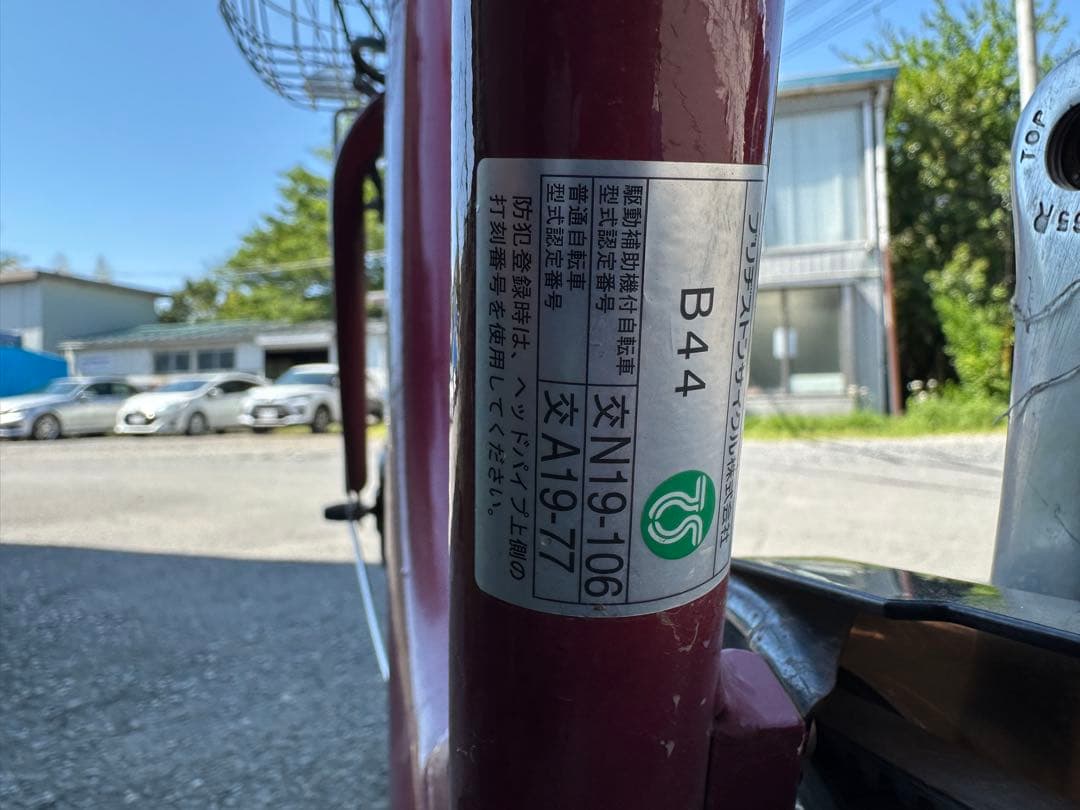 ブリヂストンサイクル株式会社
B44
駆動補助機付自転車
型式認定番号
交N19-106
普通自転車
型式認定番号
交A19-77
防犯登録時は、ヘッドパイプ上側の
打刻番号を使用してください。
TS
TOP